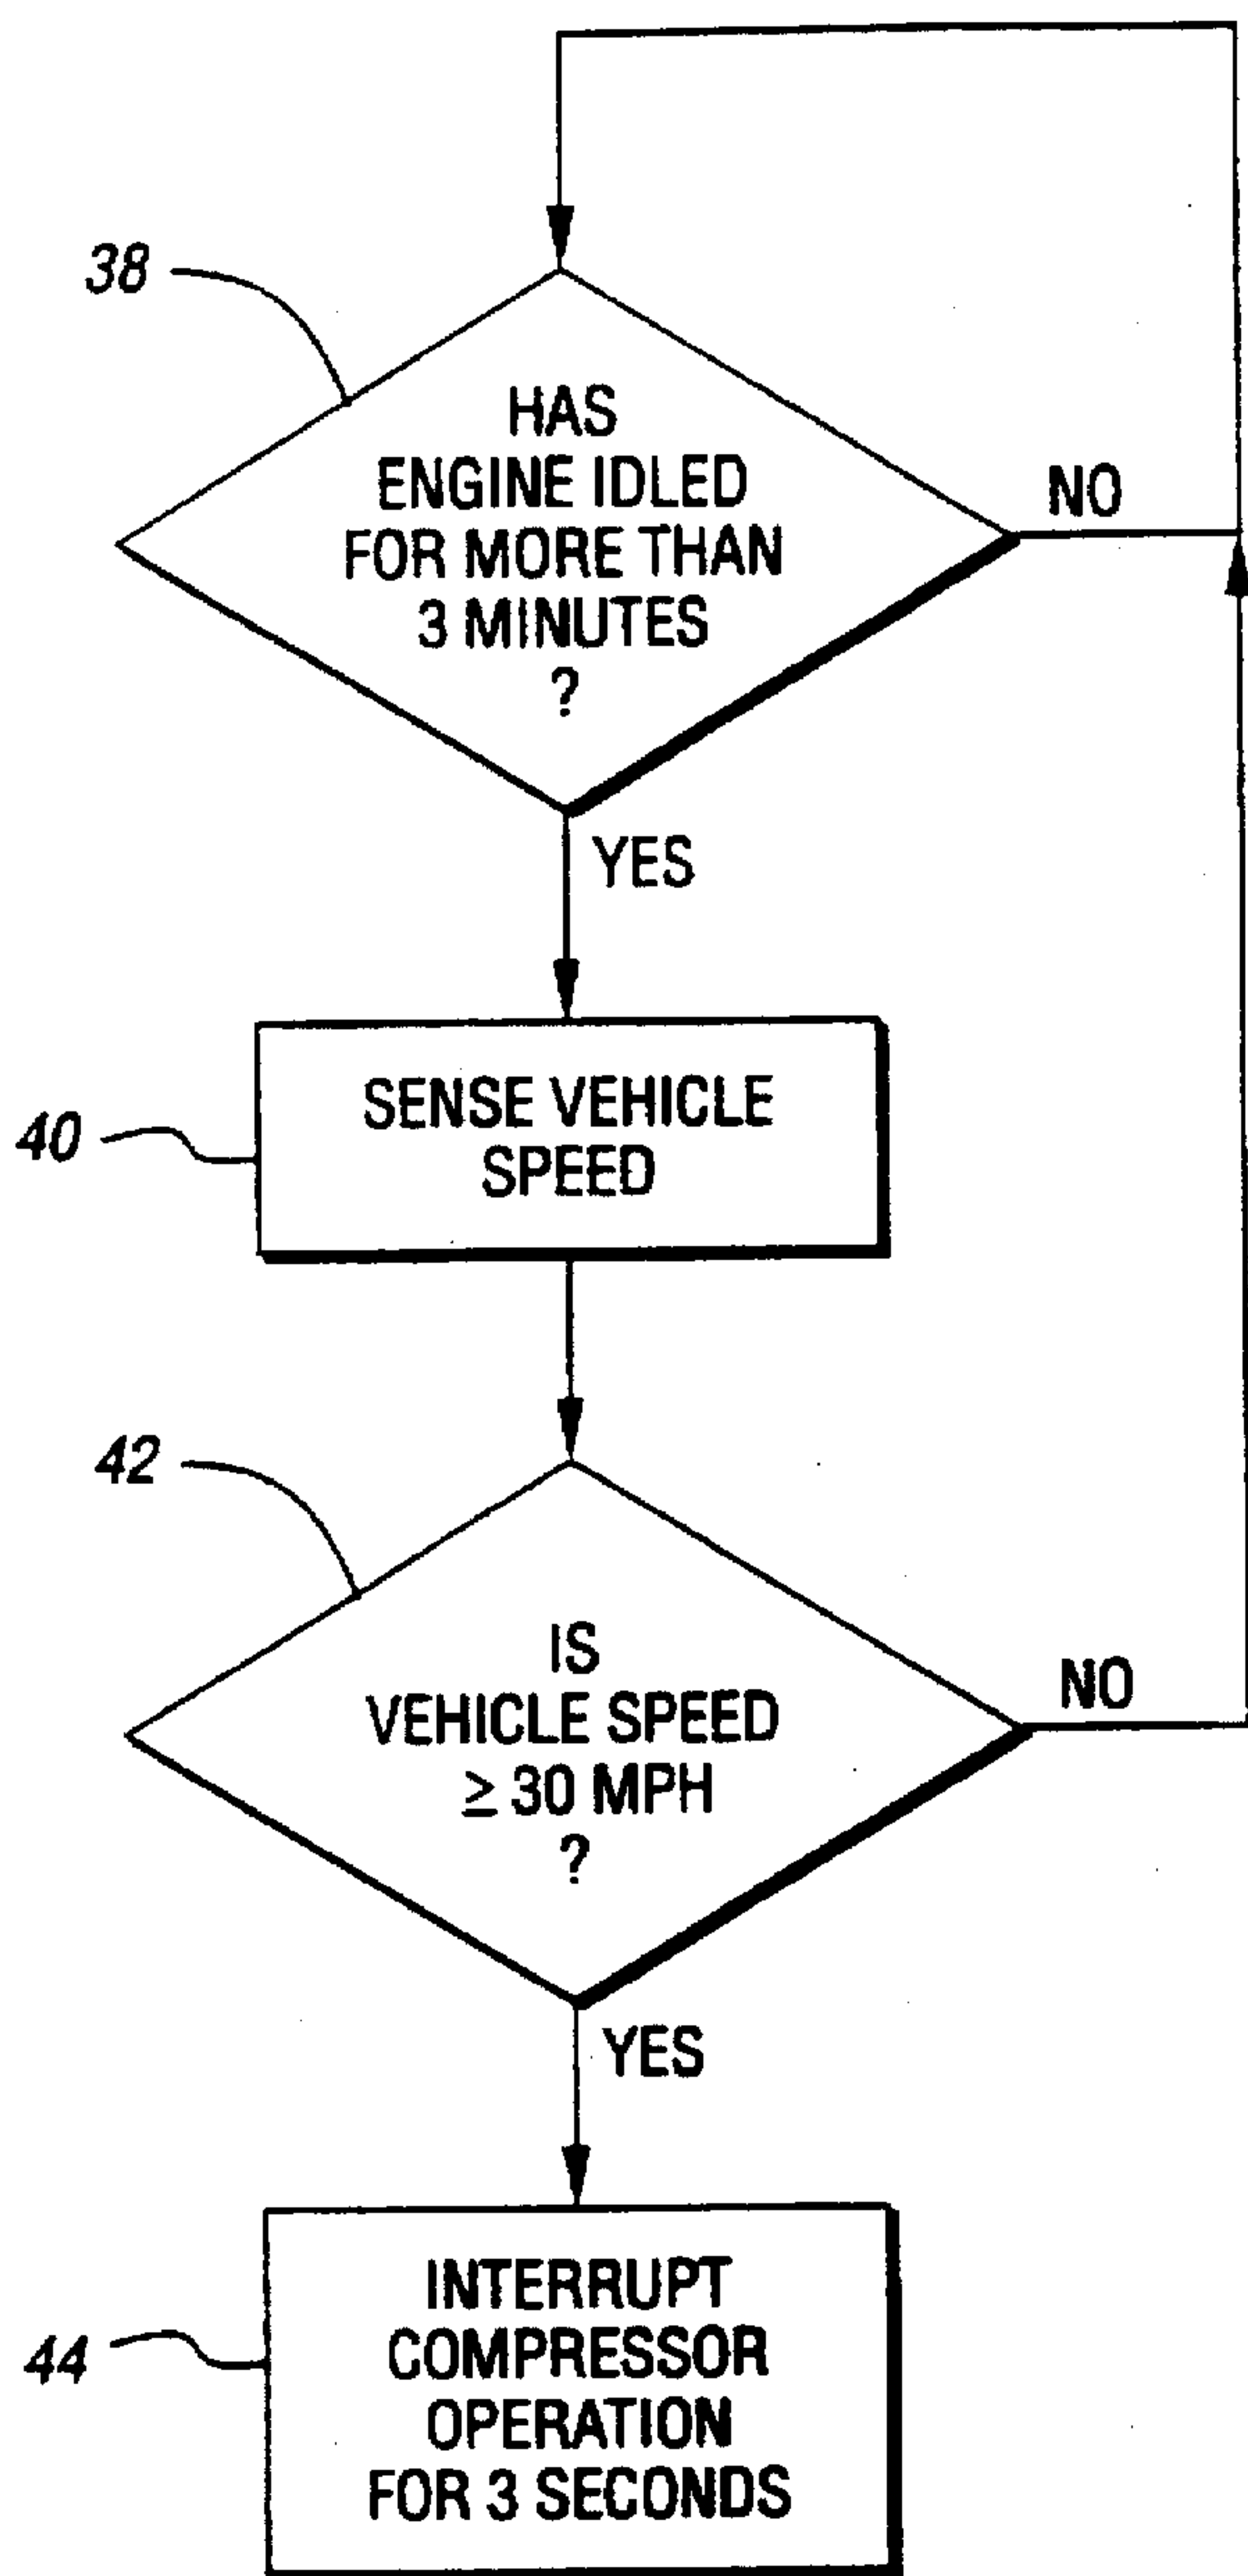 38
HAS
ENGINE IDLED
FOR MORE THAN
3 MINUTES
?
NO
YES
40
SENSE VEHICLE
SPEED
42
IS
VEHICLE SPEED
≥ 30 MPH
?
NO
YES
44
INTERRUPT
COMPRESSOR
OPERATION
FOR 3 SECONDS